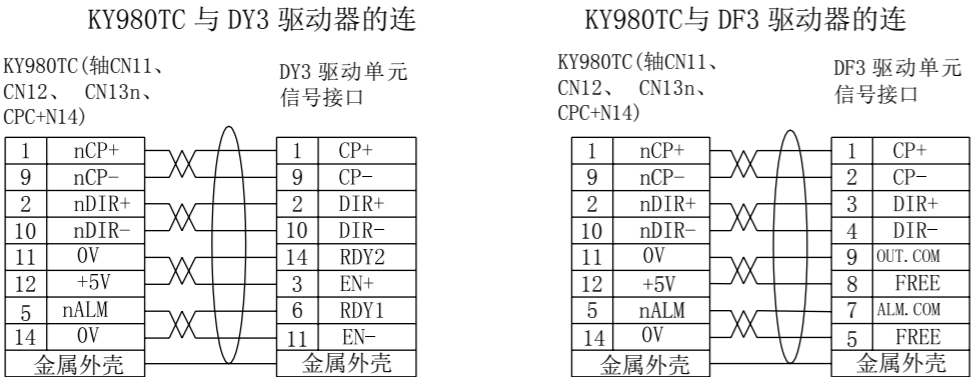 KY980TC 与 DY3 驱动器的连
KY980TC(轴CN11、
CN12、 CN13n、
CPC+N14)
DY3 驱动单元
信号接口
1 nCP+ 1 CP+
9 nCP- 9 CP-
2 nDIR+ 2 DIR+
10 nDIR- 10 DIR-
11 0V 14 RDY2
12 +5V 3 EN+
5 nALM 6 RDY1
14 0V 11 EN-
金属外壳 金属外壳
KY980TC与 DF3 驱动器的连
KY980TC(轴CN11、
CN12、 CN13n、
CPC+N14)
DF3 驱动单元
信号接口
1 nCP+ 1 CP+
9 nCP- 2 CP-
2 nDIR+ 3 DIR+
10 nDIR- 4 DIR-
11 0V 9 OUT.COM
12 +5V 8 FREE
5 nALM 7 ALM.COM
14 0V 5 FREE
金属外壳 金属外壳